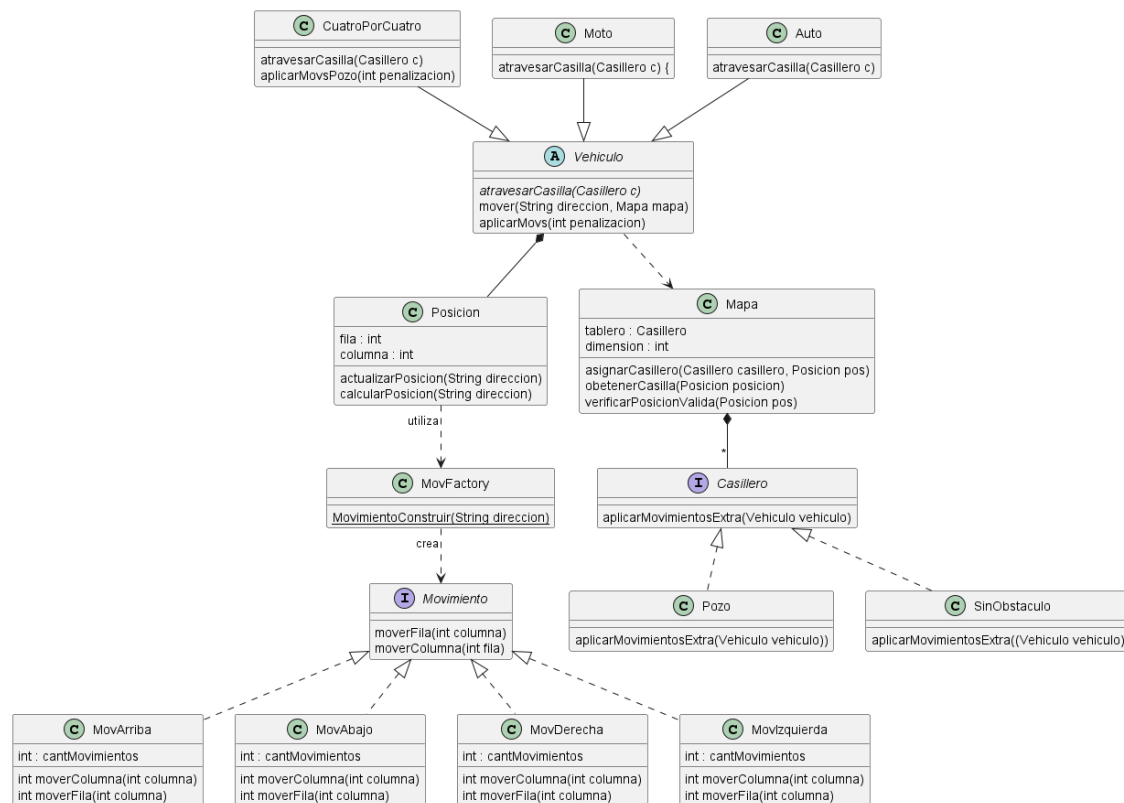 C CuatroPorCuatro
atravesarCasilla(Casillero c)
aplicarMovsPozo(int penalizacion)
C Moto
atravesarCasilla(Casillero c) {
C Auto
atravesarCasilla(Casillero c)
A Vehiculo
atravesarCasilla(Casillero c)
mover(String direccion, Mapa mapa)
aplicarMovs(int penalizacion)
C Posicion
fila : int
columna : int
actualizarPosicion(String direccion)
calcularPosicion(String direccion)
C Mapa
tablero : Casillero
dimension : int
asignarCasillero(Casillero casillero, Posicion pos)
obetenerCasilla(Posicion posicion)
verificarPosicionValida(Posicion pos)
utiliza
*
C MovFactory
MovimientoConstruir(String direccion)
I Casillero
aplicarMovimientosExtra(Vehiculo vehiculo)
crea
I Movimiento
moverFila(int columna)
moverColumna(int fila)
C Pozo
aplicarMovimientosExtra(Vehiculo vehiculo))
C SinObstaculo
aplicarMovimientosExtra((Vehiculo vehiculo)
C MovArriba
int : cantMovimientos
int moverColumna(int columna)
int moverFila(int columna)
C MovAbajo
int : cantMovimientos
int moverColumna(int columna)
int moverFila(int columna)
C MovDerecha
int : cantMovimientos
int moverColumna(int columna)
int moverFila(int columna)
C MovIzquierda
int : cantMovimientos
int moverColumna(int columna)
int moverFila(int columna)